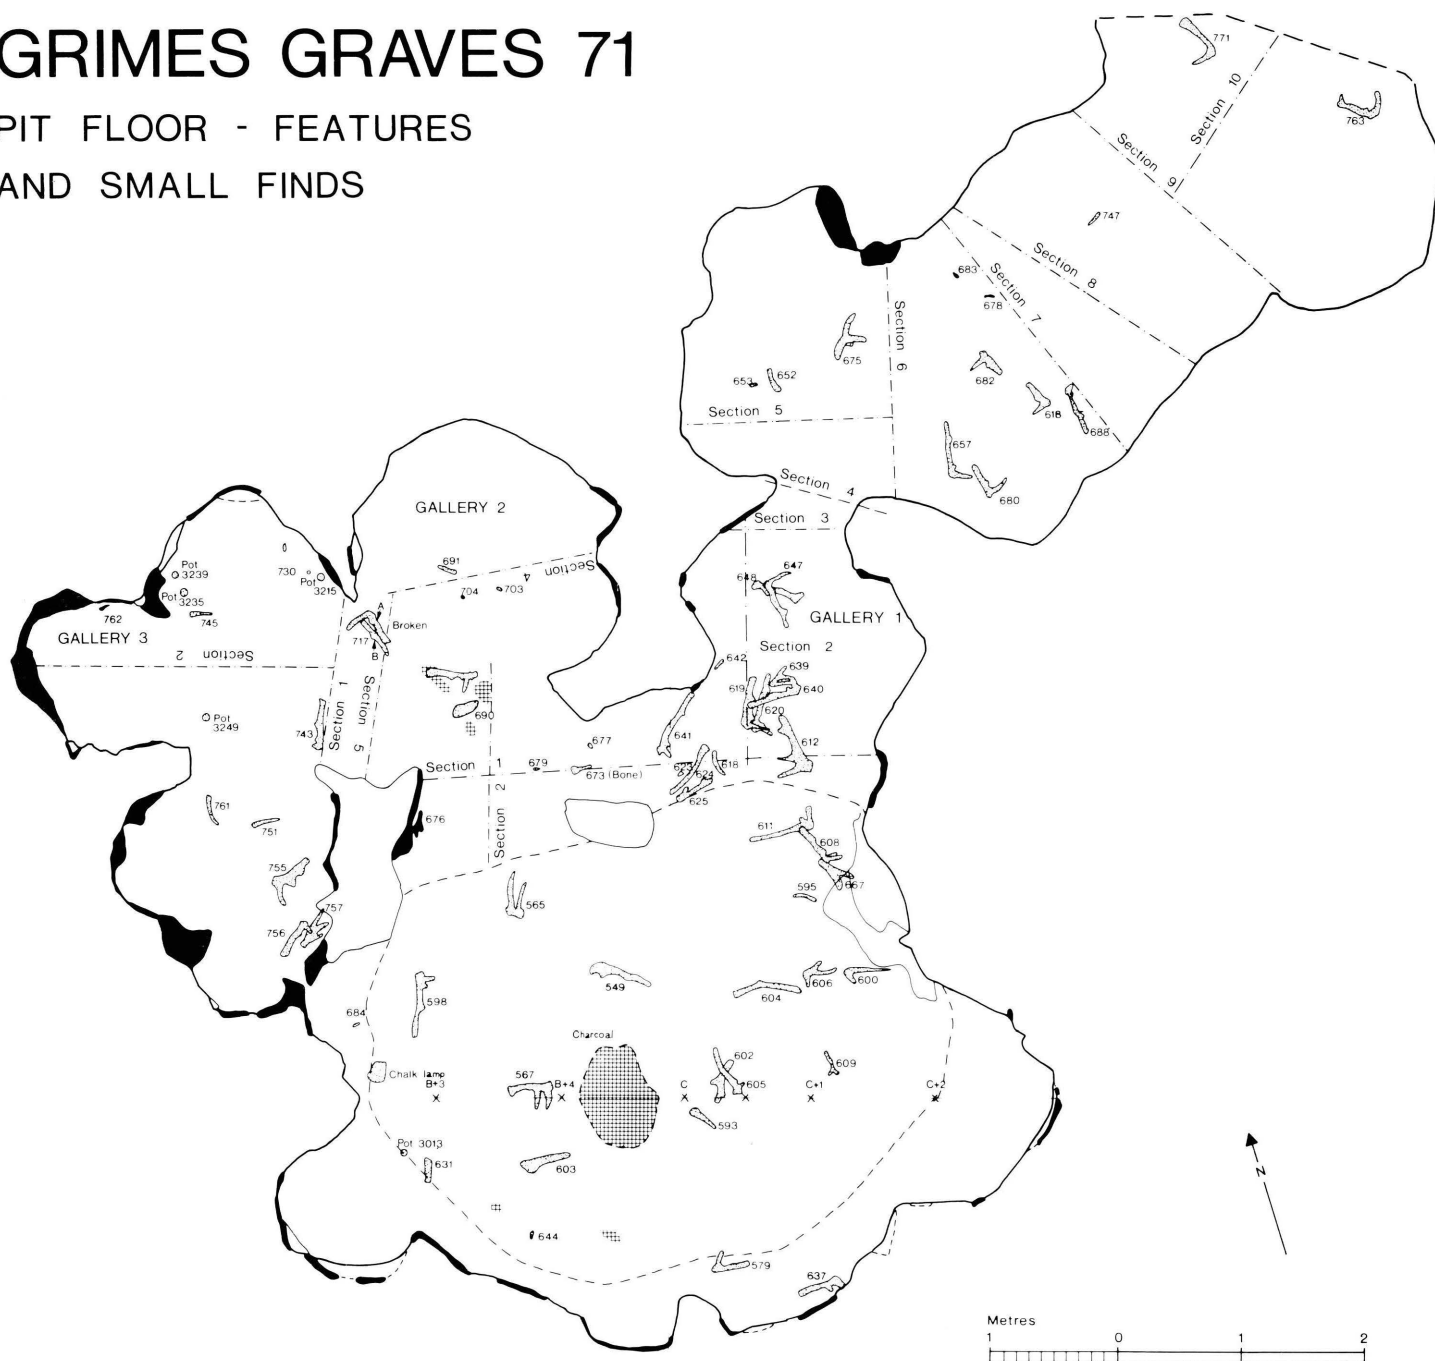 GRIMES GRAVES 71
PIT FLOOR - FEATURES
AND SMALL FINDS
771
763
Section 10
Section 9
747
Section 8
683
Section 7
678
Section 6
675
653
652
682
618
688
Section 5
657
680
Section 4
Section 3
GALLERY 2
691
Section 4
704
703
Pot
3239
730
Pot
3215
Pot
3235
745
762
GALLERY 3
Section 2
A
Broken
717
B
Section 1
Section 5
743
Pot
3249
690
648
647
GALLERY 1
Section 2
642
639
619
640
620
641
612
677
Section 1
679
673 (Bone)
623
624
618
625
Section 2
676
761
751
755
757
756
565
611
608
667
595
549
604
606
600
598
684
Charcoal
Chalk lamp
B+3
567
B+4
C
602
605
C+1
609
C+2
593
Pot 3013
631
603
644
579
637
N
Metres
1 0 1 2